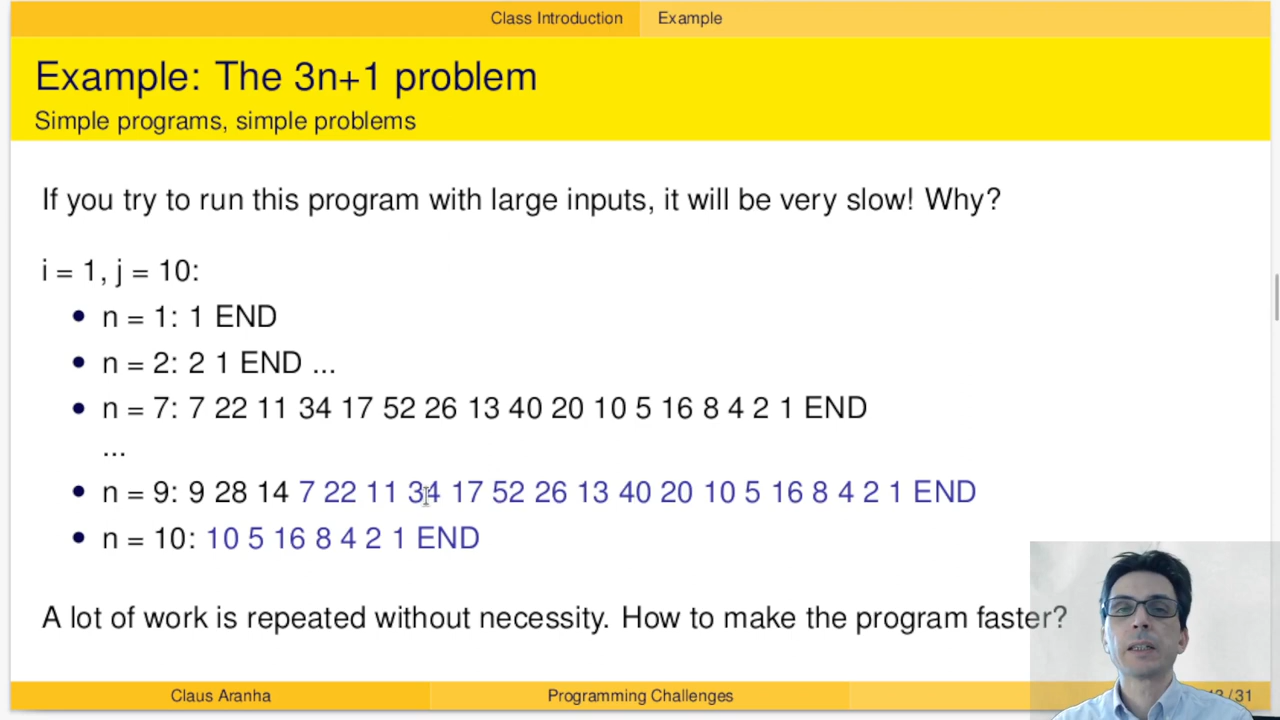 Class Introduction Example
Example: The 3n+1 problem
Simple programs, simple problems
If you try to run this program with large inputs, it will be very slow! Why?
i = 1, j = 10:
• n = 1: 1 END
• n = 2: 2 1 END ...
• n = 7: 7 22 11 34 17 52 26 13 40 20 10 5 16 8 4 2 1 END
...
• n = 9: 9 28 14 7 22 11 34 17 52 26 13 40 20 10 5 16 8 4 2 1 END
• n = 10: 10 5 16 8 4 2 1 END
A lot of work is repeated without necessity. How to make the program faster?
Claus Aranha Programming Challenges / 31